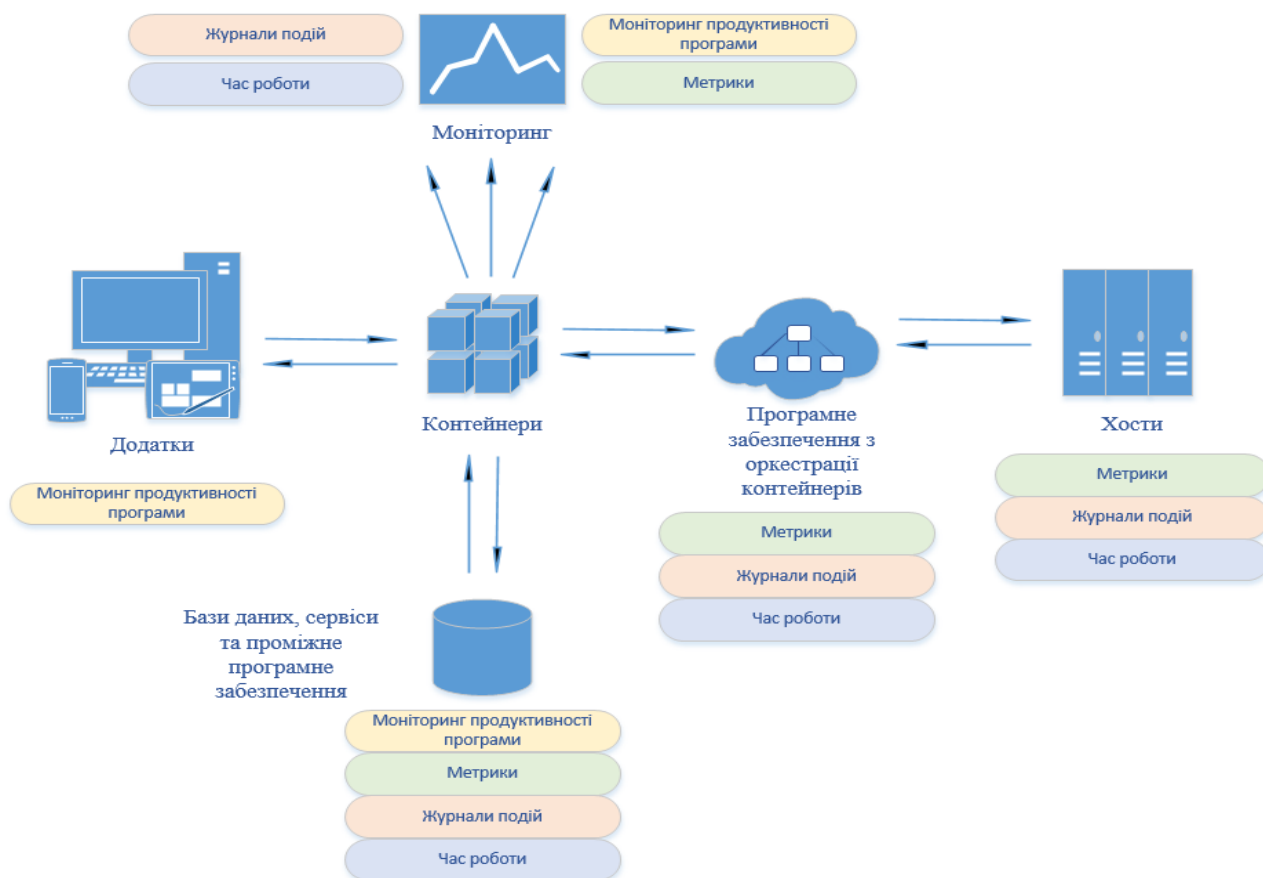 Журнали подій
Час роботи
Моніторинг продуктивності
програми
Метрики
Моніторинг
Додатки
Моніторинг продуктивності
програми
Контейнери
Програмне
забезпечення з
оркестрації
контейнерів
Метрики
Журнали подій
Час роботи
Хости
Метрики
Журнали подій
Час роботи
Бази даних, сервіси
та проміжне
програмне
забезпечення
Моніторинг продуктивності
програми
Метрики
Журнали подій
Час роботи